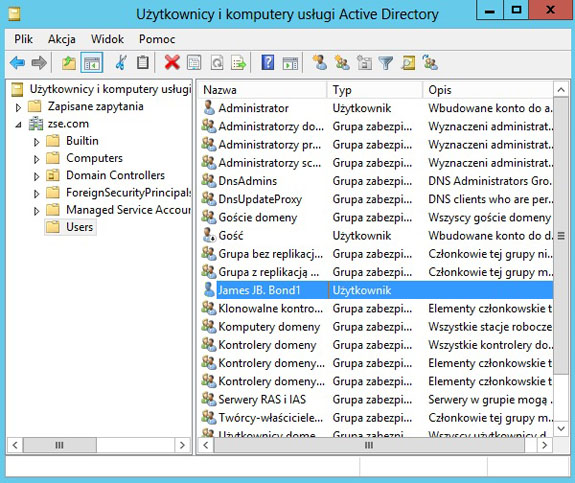 Użytkownicy i komputery usługi Active Directory
Plik Akcja Widok Pomoc
Użytkownicy i komputery usługi
Zapisane zapytania
zse.com
Builtin
Computers
Domain Controllers
ForeignSecurityPrincipals
Managed Service Accour
Users
Nazwa Typ Opis
Administrator Użytkownik Wbudowane konto do a...
Administratorzy do... Grupa zabezpi... Wyznaczeni administrat...
Administratorzy pr... Grupa zabezpi... Wyznaczeni administrat...
Administratorzy sc... Grupa zabezpi... Wyznaczeni administrat...
DnsAdmins Grupa zabezpi... DNS Administrators Gro...
DnsUpdateProxy Grupa zabezpi... DNS clients who are per...
Goście domeny Grupa zabezpi... Wszyscy goście domeny
Gość Użytkownik Wbudowane konto do d...
Grupa bez replikacj... Grupa zabezpi... Członkowie tej grupy ni...
Grupa z replikacją ... Grupa zabezpi... Członkowie tej grupy m...
James JB. Bond1 Użytkownik
Klonowalne kontro... Grupa zabezpi... Elementy członkowskie t
Komputery domeny Grupa zabezpi... Wszystkie stacje robocze
Kontrolery domeny Grupa zabezpi... Wszystkie kontrolery do...
Kontrolery domeny... Grupa zabezpi... Elementy członkowskie t
Kontrolery domeny... Grupa zabezpi... Elementy członkowskie t
Serwery RAS i IAS Grupa zabezpi... Serwery w grupie mogą .
Twórcy-właściciele... Grupa zabezpi... Członkowie tej grupy m...
Użytkownicy dome... Grupa zabezpi... Wszyscy użytkownicy d...